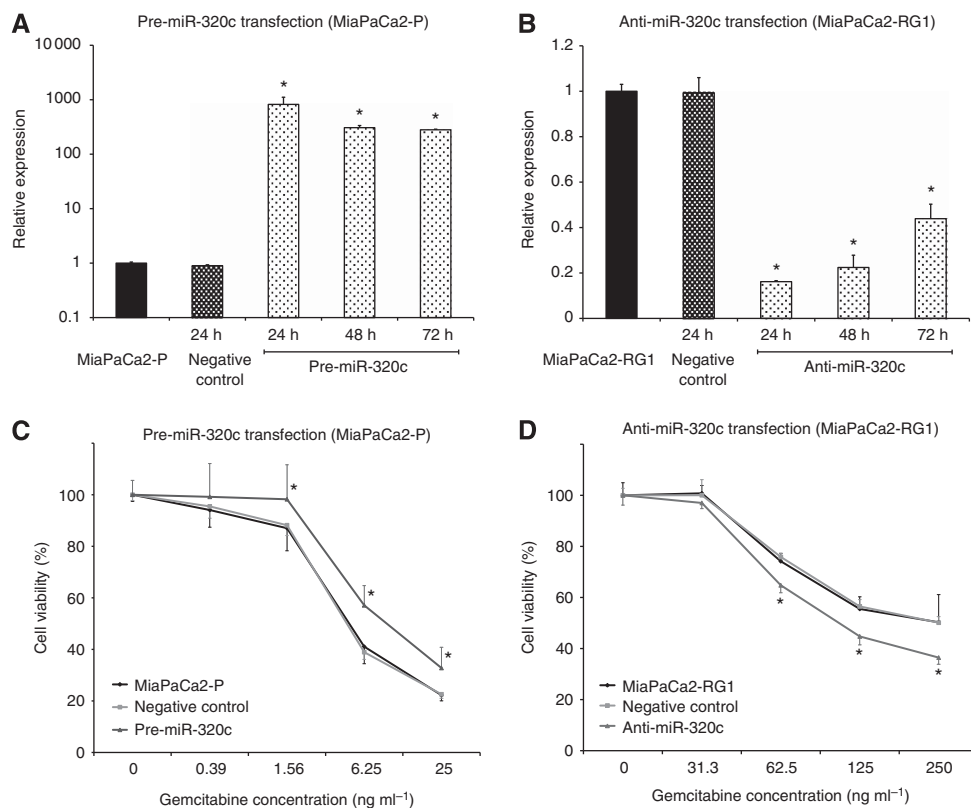 A
Pre-miR-320c transfection (MiaPaCa2-P)
Relative expression
10 000
1000
100
10
1
0.1
*
*
*
24 h
24 h
48 h
72 h
MiaPaCa2-P
Negative
control
Pre-miR-320c
B
Anti-miR-320c transfection (MiaPaCa2-RG1)
Relative expression
1.2
1
0.8
0.6
0.4
0.2
0
*
*
*
24 h
24 h
48 h
72 h
MiaPaCa2-RG1
Negative
control
Anti-miR-320c
C
Pre-miR-320c transfection (MiaPaCa2-P)
Cell viability (%)
100
80
60
40
20
0
*
*
*
MiaPaCa2-P
Negative control
Pre-miR-320c
0
0.39
1.56
6.25
25
Gemcitabine concentration (ng ml⁻¹)
D
Anti-miR-320c transfection (MiaPaCa2-RG1)
Cell viability (%)
100
80
60
40
20
0
*
*
*
MiaPaCa2-RG1
Negative control
Anti-miR-320c
0
31.3
62.5
125
250
Gemcitabine concentration (ng ml⁻¹)